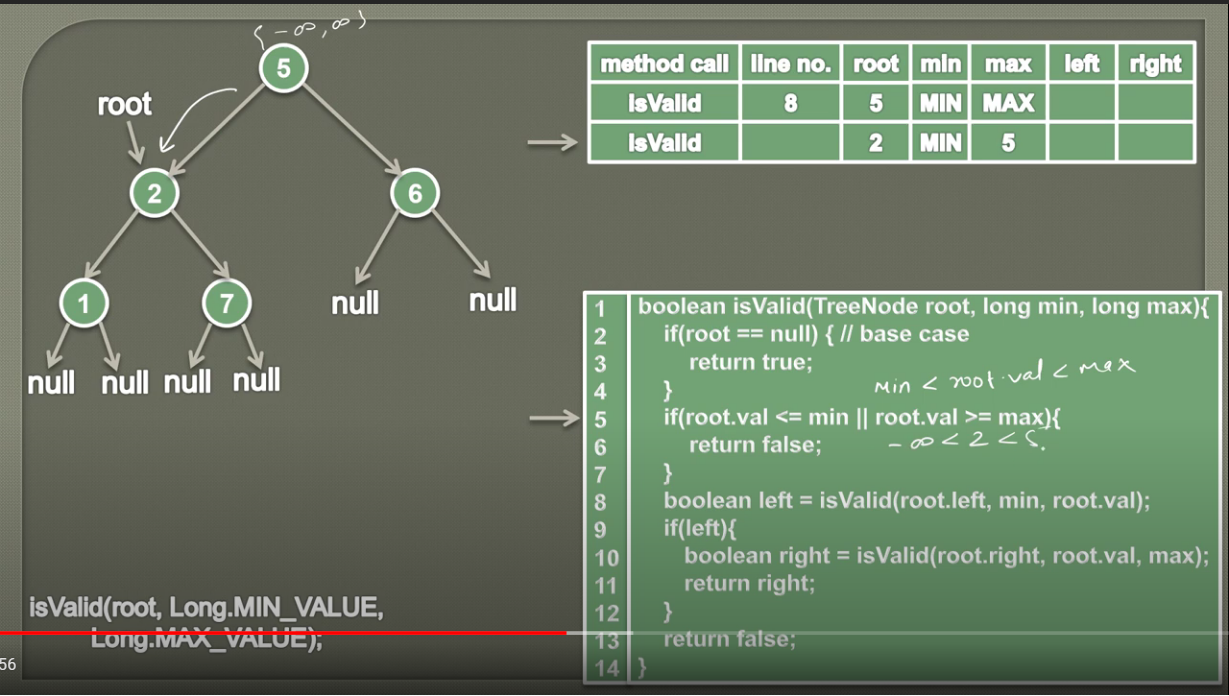 {-∞,∞}
5
root
2
6
1
7
null
null
null
null
null
null
method call line no. root min max left right
isValid 8 5 MIN MAX
isValid 2 MIN 5
1 boolean isValid(TreeNode root, long min, long max){
2 if(root == null) { // base case
3 return true;
4 }
min < root.val < max
5 if(root.val <= min || root.val >= max){
6 return false;
-∞ < 2 < 5.
7 }
8 boolean left = isValid(root.left, min, root.val);
9 if(left){
10 boolean right = isValid(root.right, root.val, max);
11 return right;
12 }
13 return false;
14 }
isValid(root, Long.MIN_VALUE,
Long.MAX_VALUE);
56